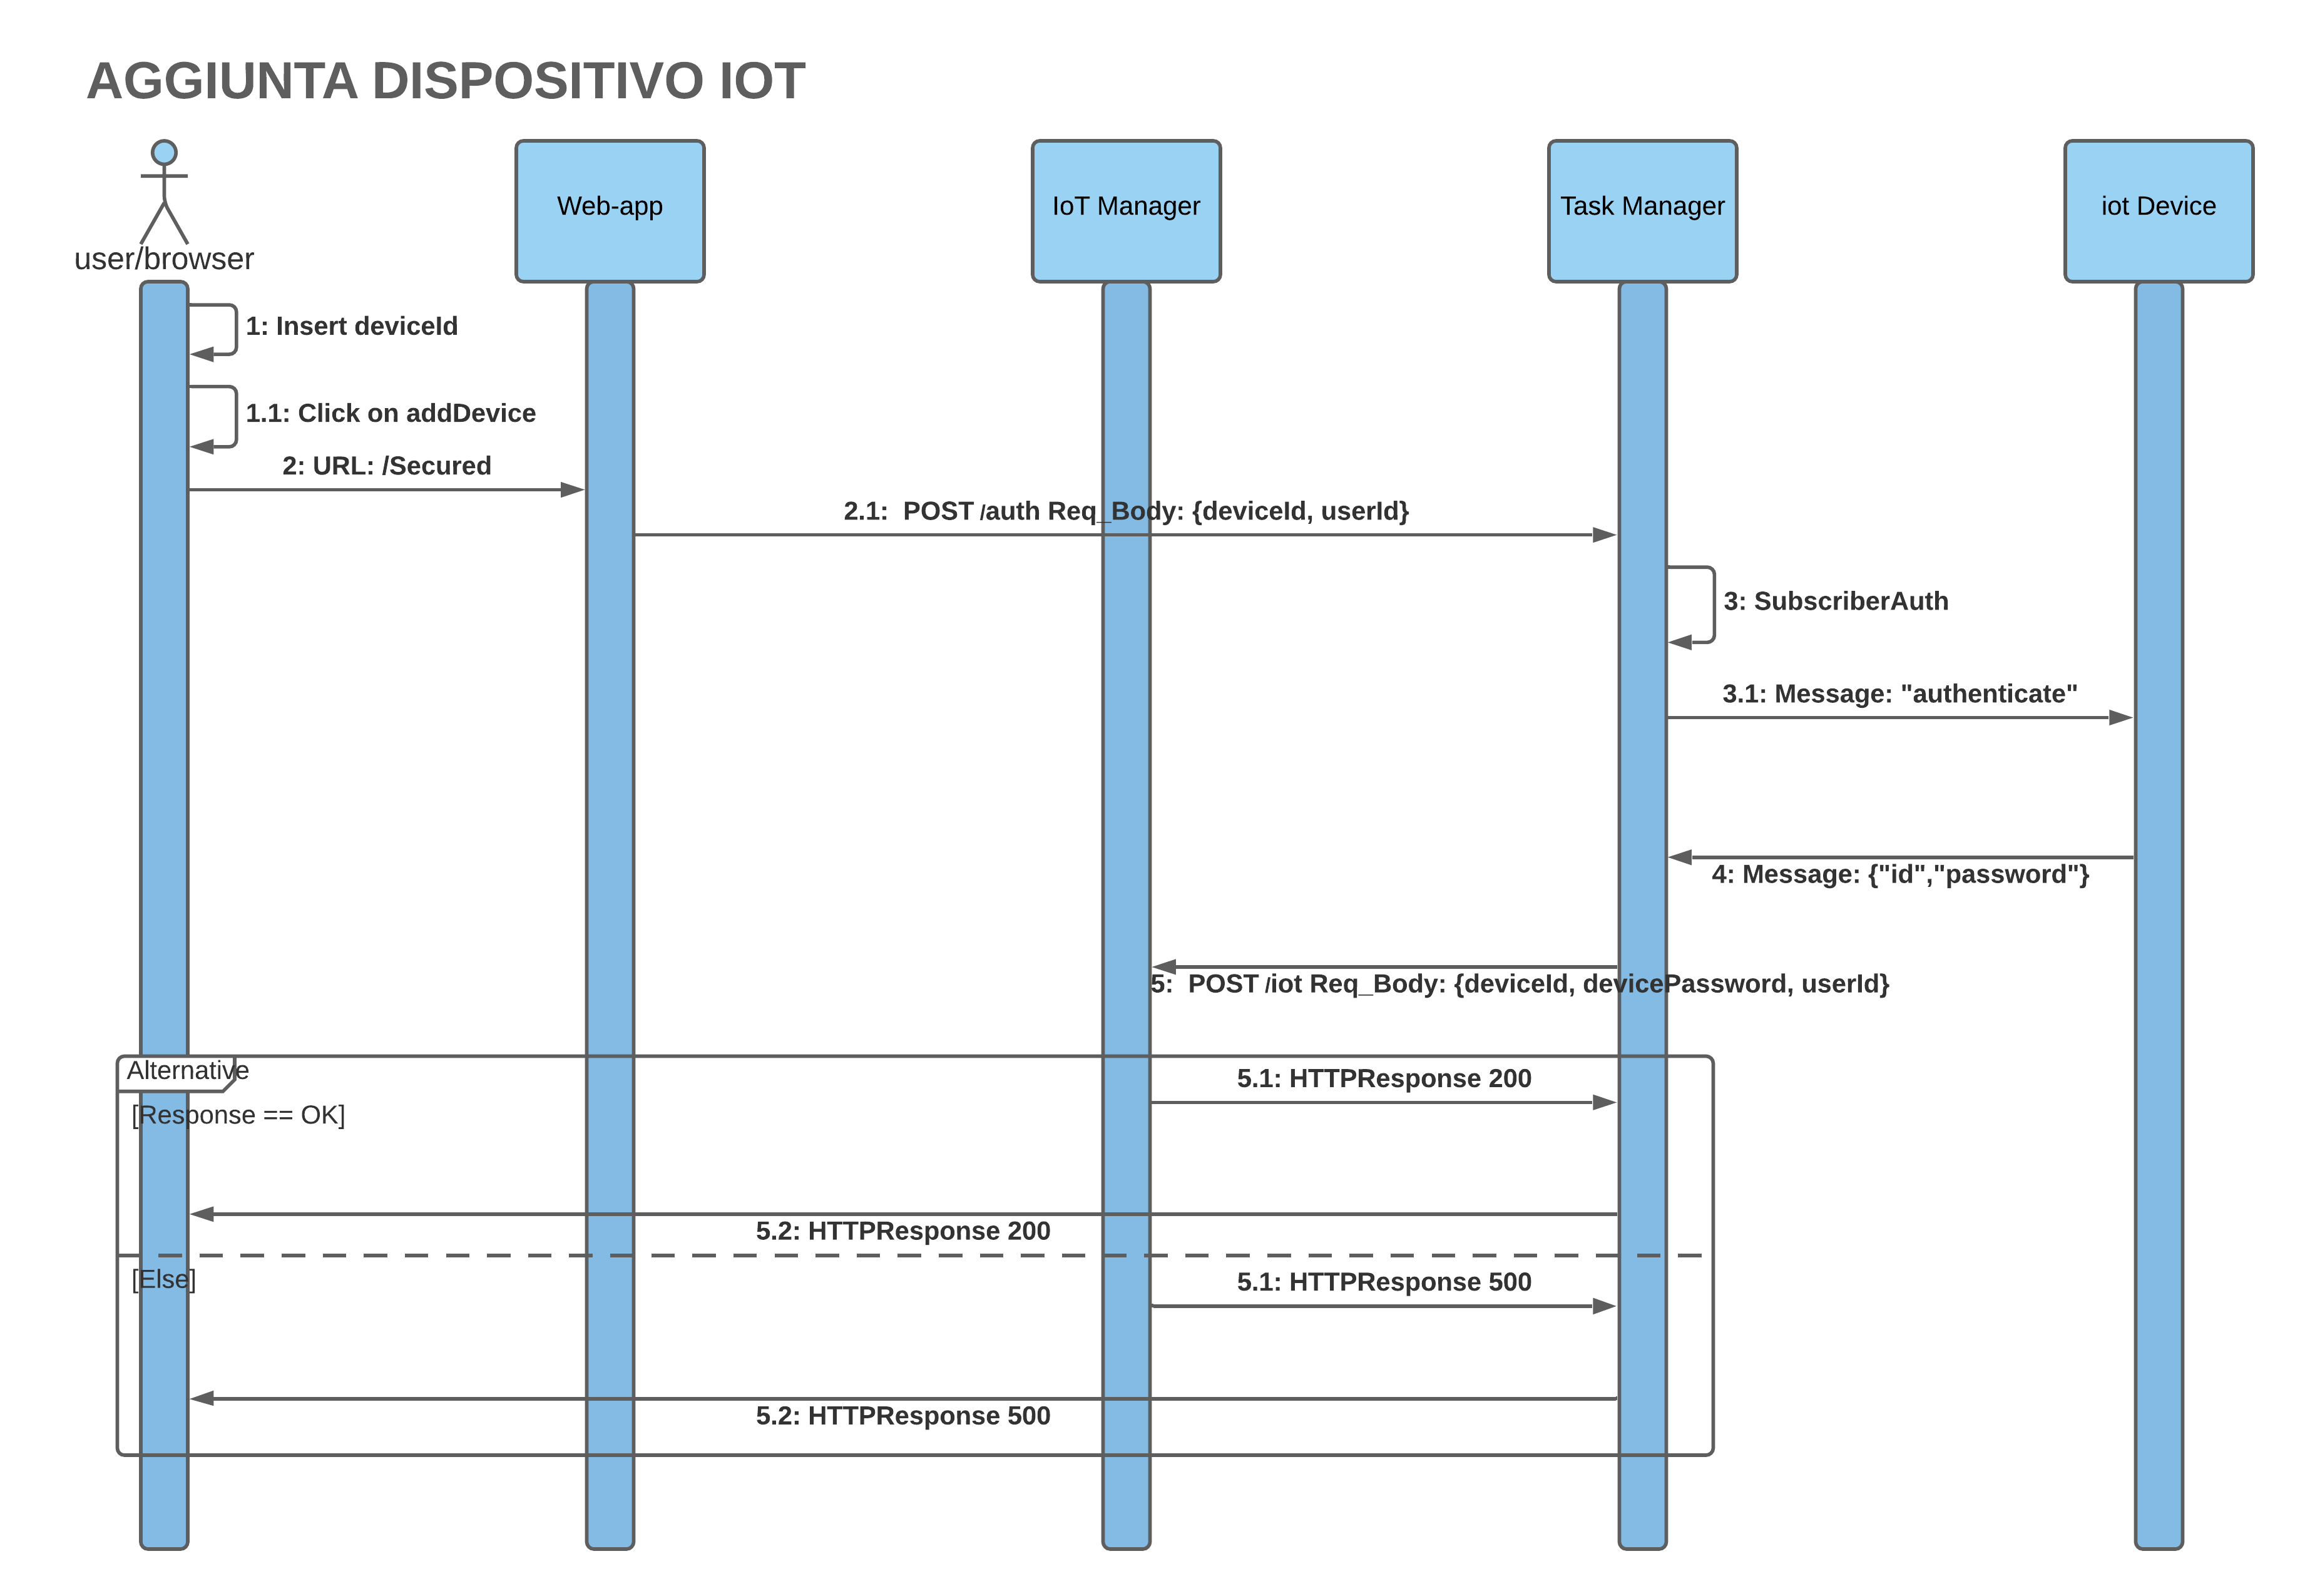 AGGIUNTA DISPOSITIVO IOT
user/browser
Web-app
IoT Manager
Task Manager
iot Device
1: Insert deviceId
1.1: Click on addDevice
2: URL: /Secured
2.1:  POST /auth Req_Body: {deviceId, userId}
3: SubscriberAuth
3.1: Message: "authenticate"
4: Message: {"id","password"}
5:  POST /iot Req_Body: {deviceId, devicePassword, userId}
Alternative
5.1: HTTPResponse 200
[Response == OK]
5.2: HTTPResponse 200
[Else]
5.1: HTTPResponse 500
5.2: HTTPResponse 500